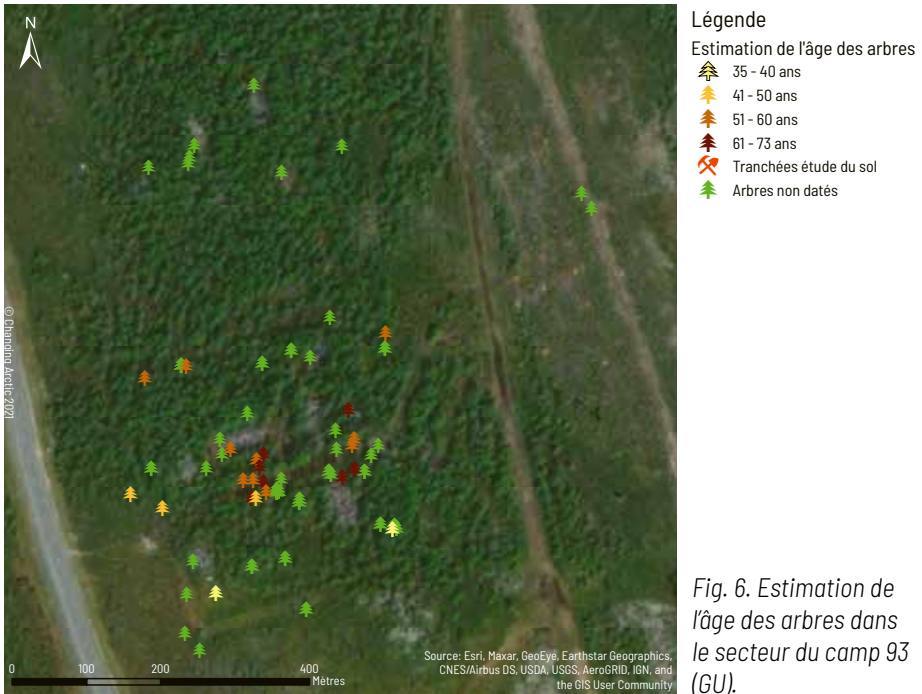 N
© Changing Arctic 2021
0 100 200 400
Mètres
Source: Esri, Maxar, GeoEye, Earthstar Geographics,
CNES/Airbus DS, USDA, USGS, AeroGRID, IGN, and
the GIS User Community
Légende
Estimation de l'âge des arbres
35 - 40 ans
41 - 50 ans
51 - 60 ans
61 - 73 ans
Tranchées étude du sol
Arbres non datés
Fig. 6. Estimation de
l’âge des arbres dans
le secteur du camp 93
(GU).